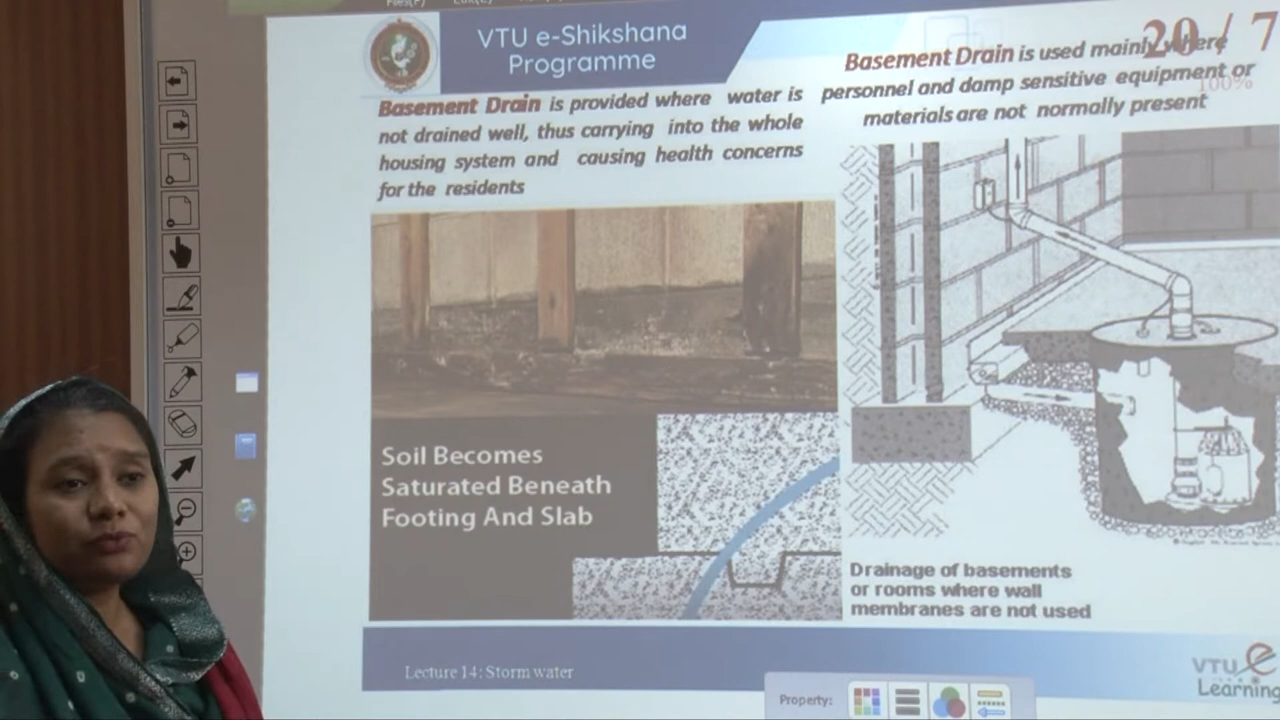 VTU e-Shikshana
Programme
20 / 7
100%
Basement Drain is provided where water is
not drained well, thus carrying into the whole
housing system and causing health concerns
for the residents
Basement Drain is used mainly where
personnel and damp sensitive equipment or
materials are not normally present
Soil Becomes
Saturated Beneath
Footing And Slab
Drainage of basements
or rooms where wall
membranes are not used
Lecture 14: Storm water
VTU e
Learning
Property: